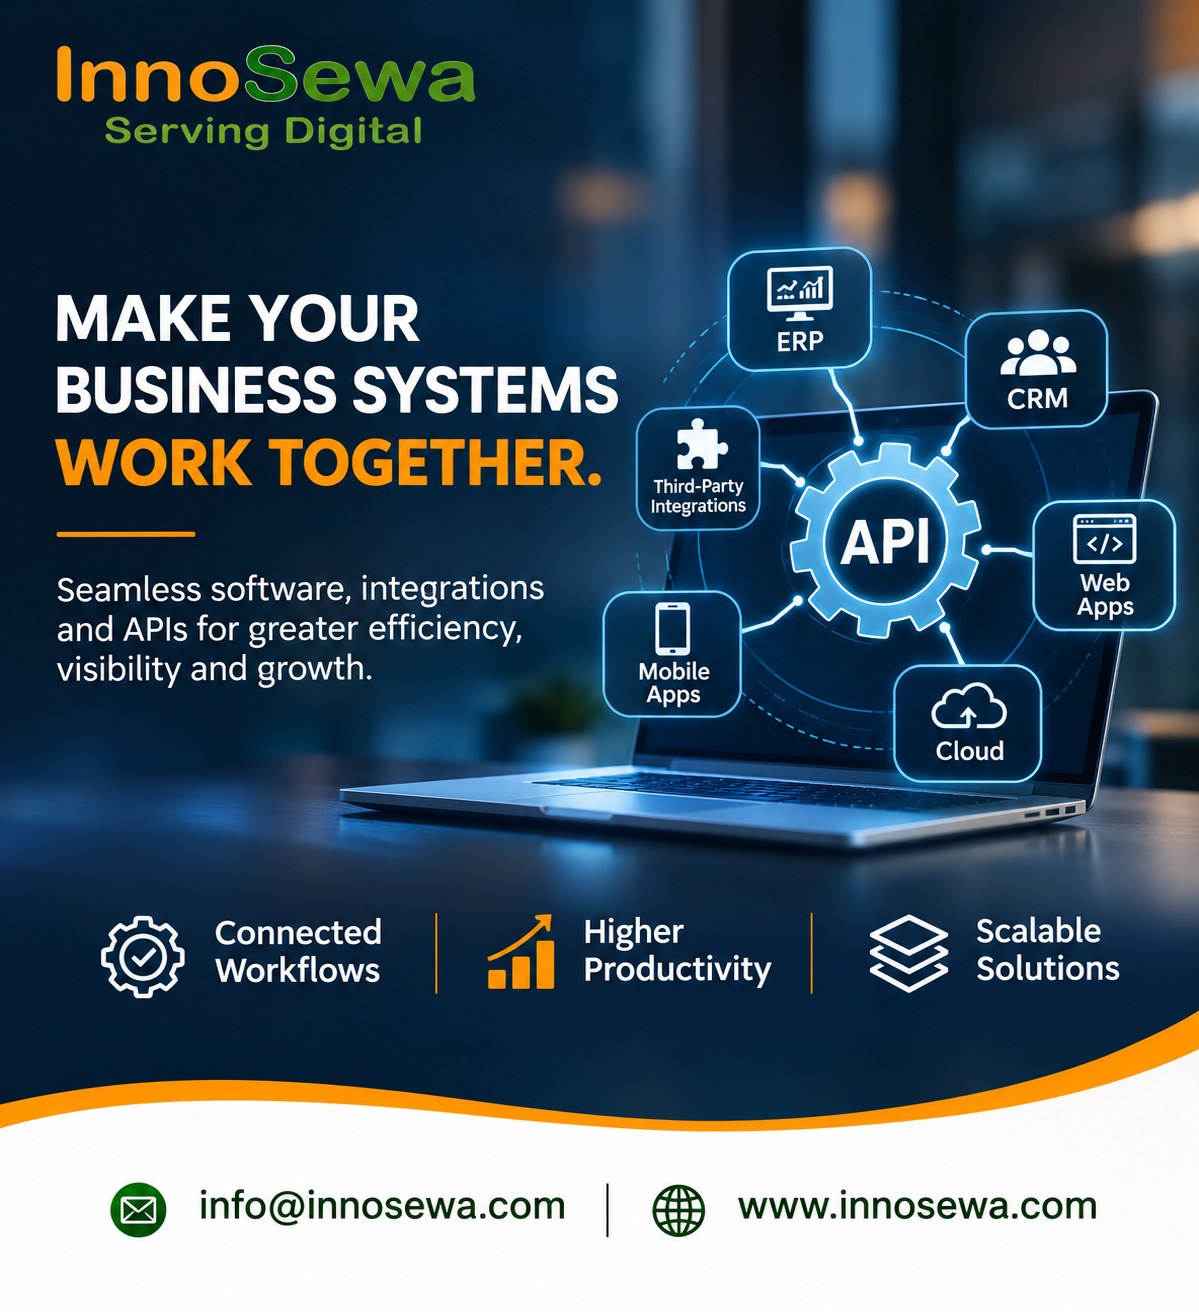 InnoSewa
Serving Digital
MAKE YOUR
BUSINESS SYSTEMS
WORK TOGETHER.
Seamless software, integrations
and APIs for greater efficiency,
visibility and growth.
ERP
CRM
Third-Party
Integrations
API
Web
Apps
Mobile
Apps
Cloud
Connected
Workflows
Higher
Productivity
Scalable
Solutions
info@innosewa.com
www.innosewa.com